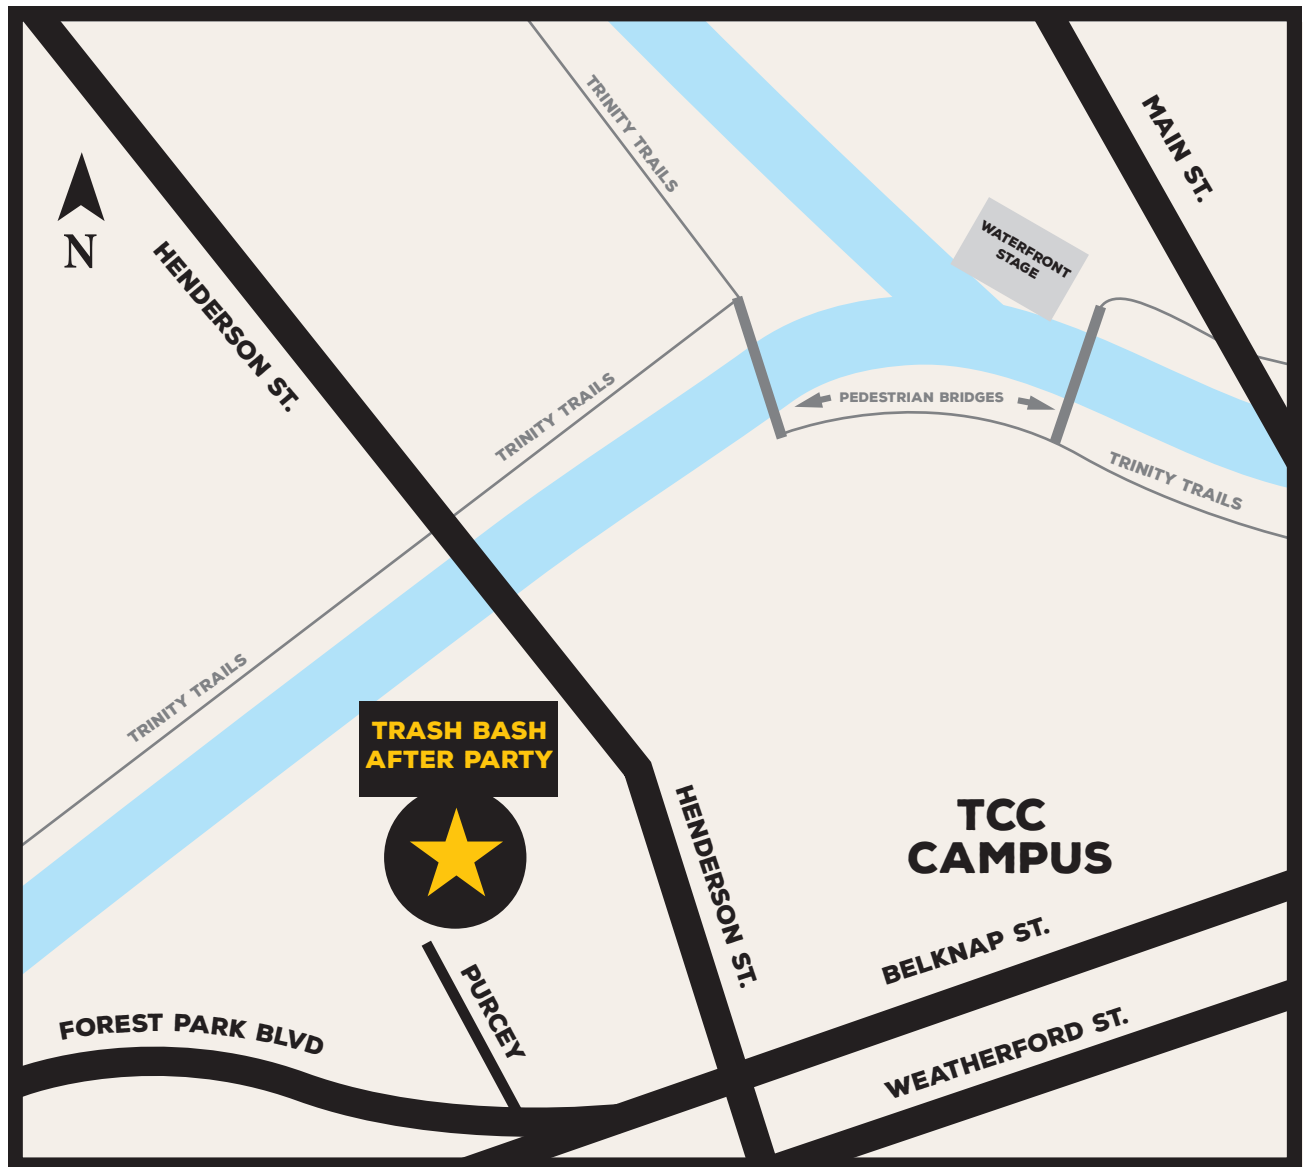 TRINITY TRAILS
MAIN ST.
WATERFRONT
STAGE
N
HENDERSON ST.
TRINITY TRAILS
PEDESTRIAN BRIDGES
TRINITY TRAILS
TRINITY TRAILS
TRASH BASH
AFTER PARTY
HENDERSON ST.
TCC
CAMPUS
BELKNAP ST.
PURCEY
FOREST PARK BLVD
WEATHERFORD ST.